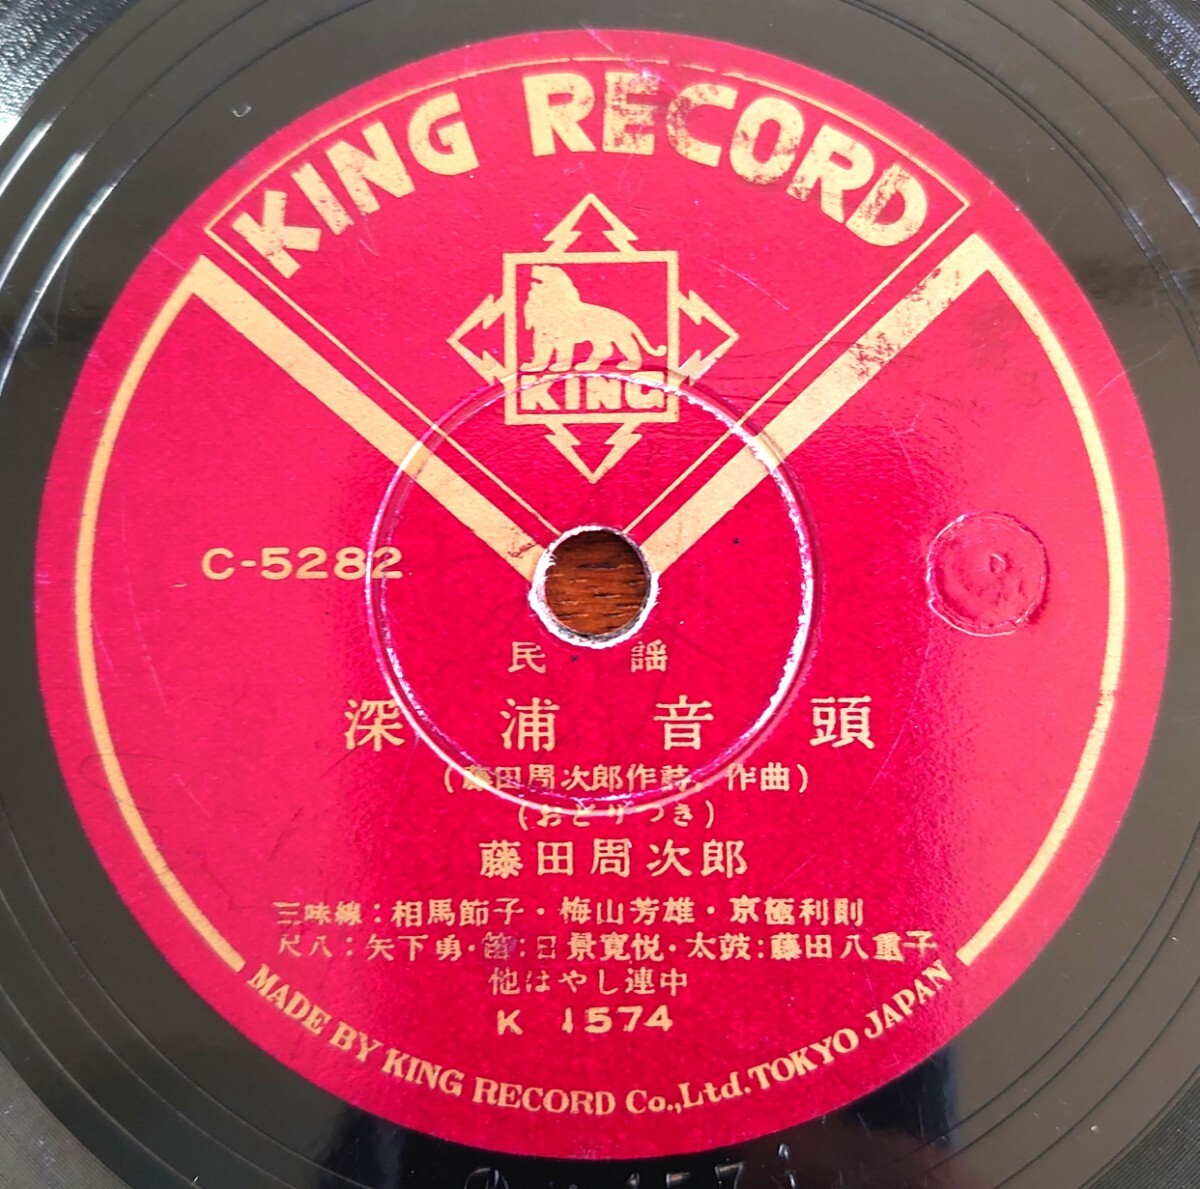 KING RECORD
KING
C-5282
民謡
深浦音頭
(藤田周次郎作詩、作曲)
(おどりつき)
藤田周次郎
三味線:相馬節子・梅山芳雄・京極利則
尺八:矢下勇・笛:日景寛悦・太鼓:藤田八重子
他はやし連中
K 1574
MADE BY KING RECORD Co.,Ltd. TOKYO JAPAN